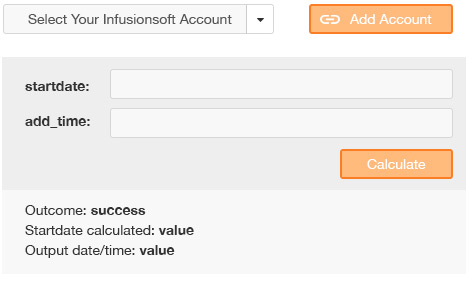 Select Your Infusionsoft Account
Add Account
startdate:
add_time:
Calculate
Outcome: success
Startdate calculated: value
Output date/time: value